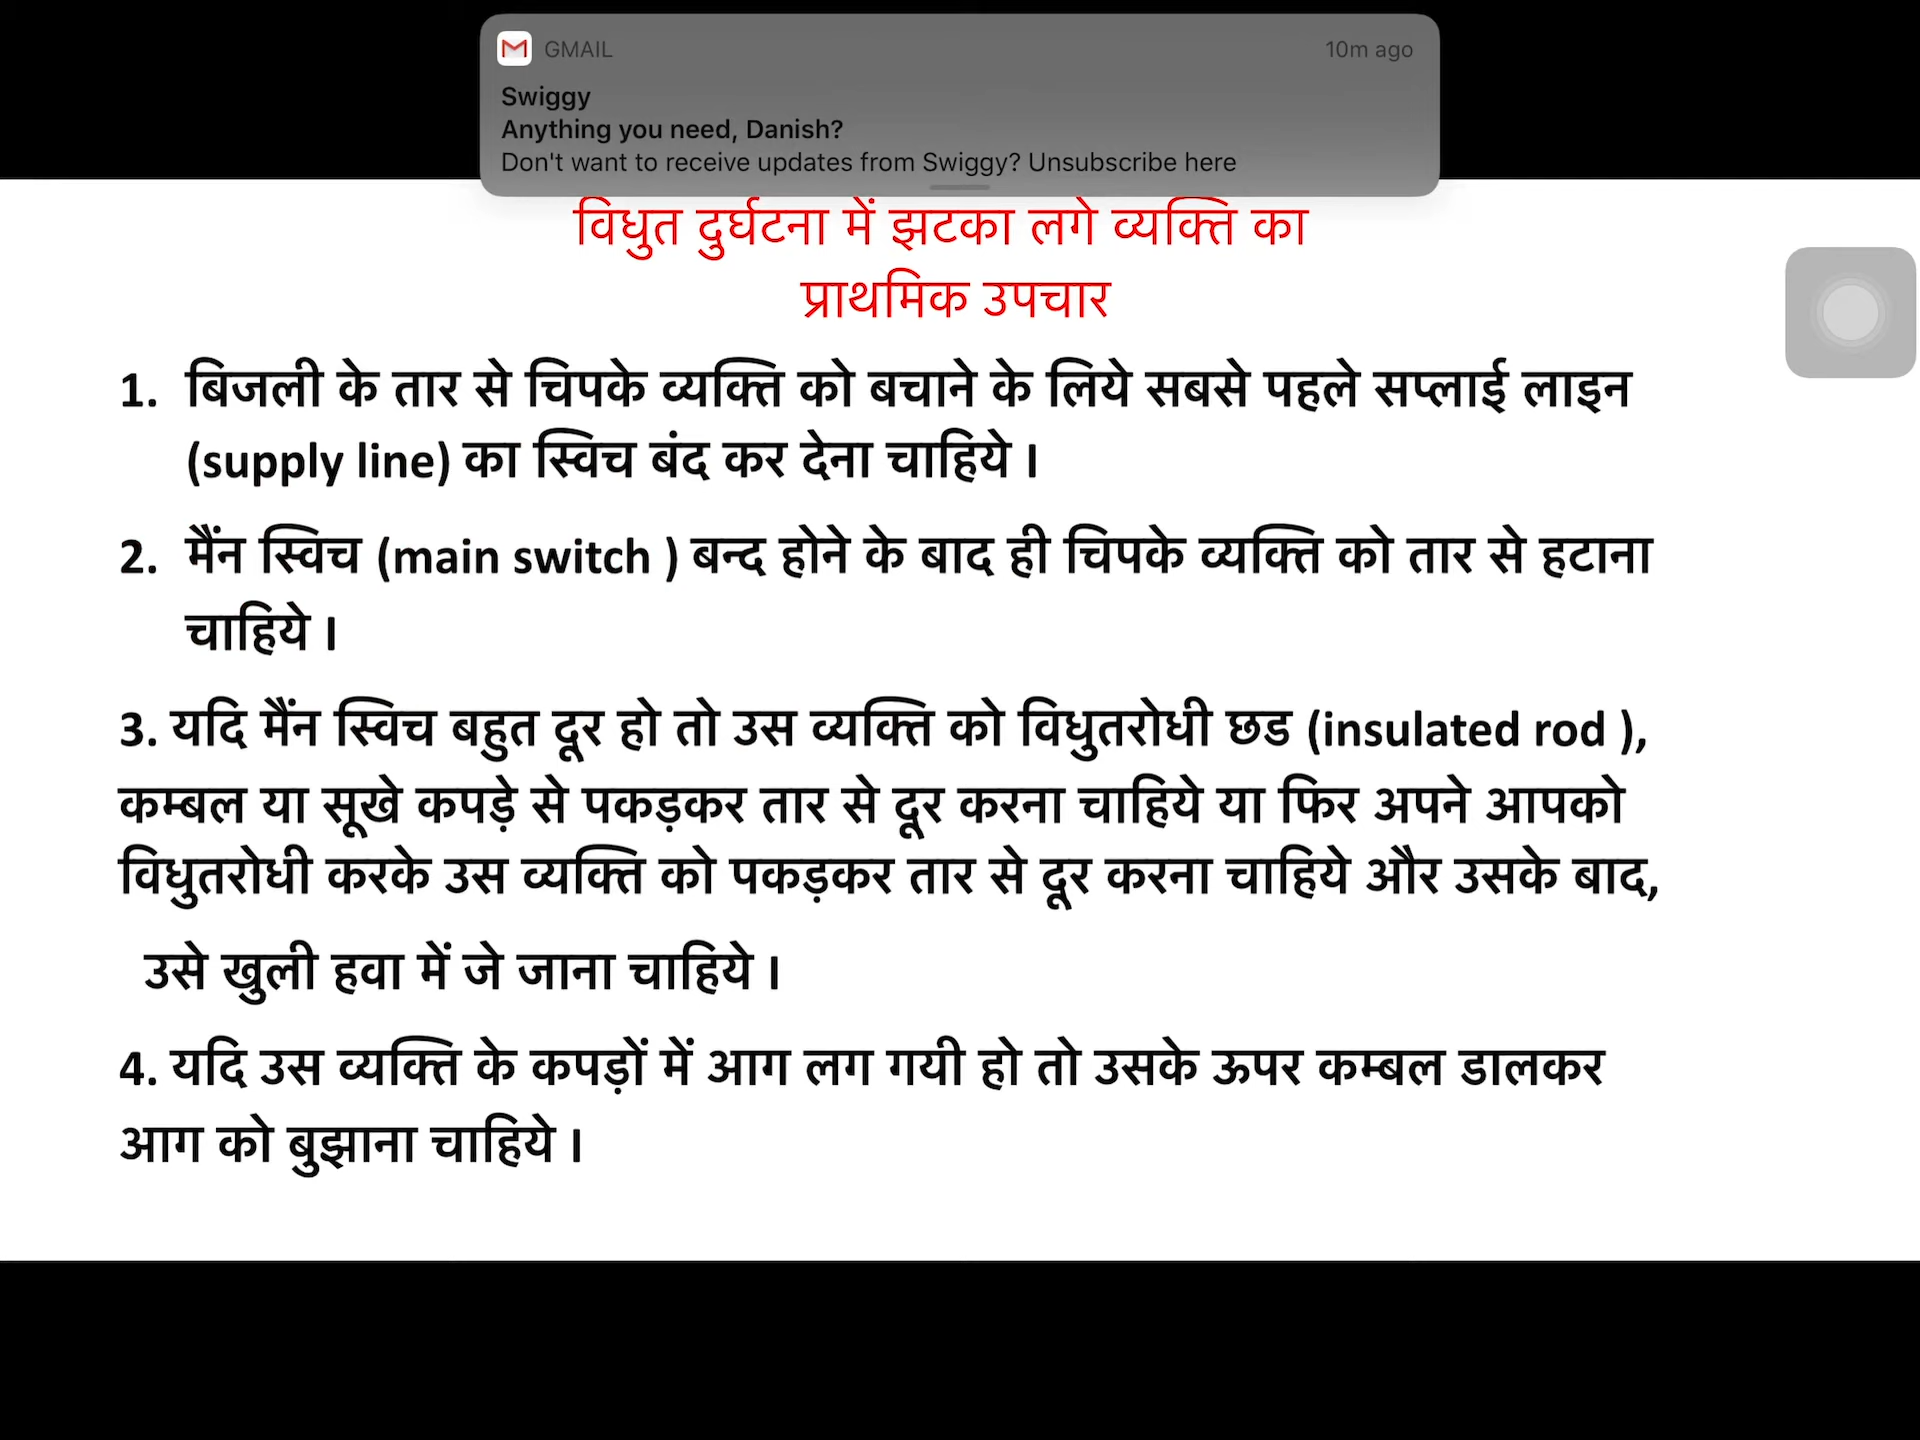 GMAIL
10m ago
Swiggy
Anything you need, Danish?
Don't want to receive updates from Swiggy? Unsubscribe here
विधुत दुर्घटना में झटका लगे व्यक्ति का
प्राथमिक उपचार
1. बिजली के तार से चिपके व्यक्ति को बचाने के लिये सबसे पहले सप्लाई लाइन
(supply line) का स्विच बंद कर देना चाहिये ।
2. मैंन स्विच (main switch ) बन्द होने के बाद ही चिपके व्यक्ति को तार से हटाना
चाहिये ।
3. यदि मैंन स्विच बहुत दूर हो तो उस व्यक्ति को विधुतरोधी छड (insulated rod ),
कम्बल या सूखे कपड़े से पकड़कर तार से दूर करना चाहिये या फिर अपने आपको
विधुतरोधी करके उस व्यक्ति को पकड़कर तार से दूर करना चाहिये और उसके बाद,
उसे खुली हवा में जे जाना चाहिये ।
4. यदि उस व्यक्ति के कपड़ों में आग लग गयी हो तो उसके ऊपर कम्बल डालकर
आग को बुझाना चाहिये ।